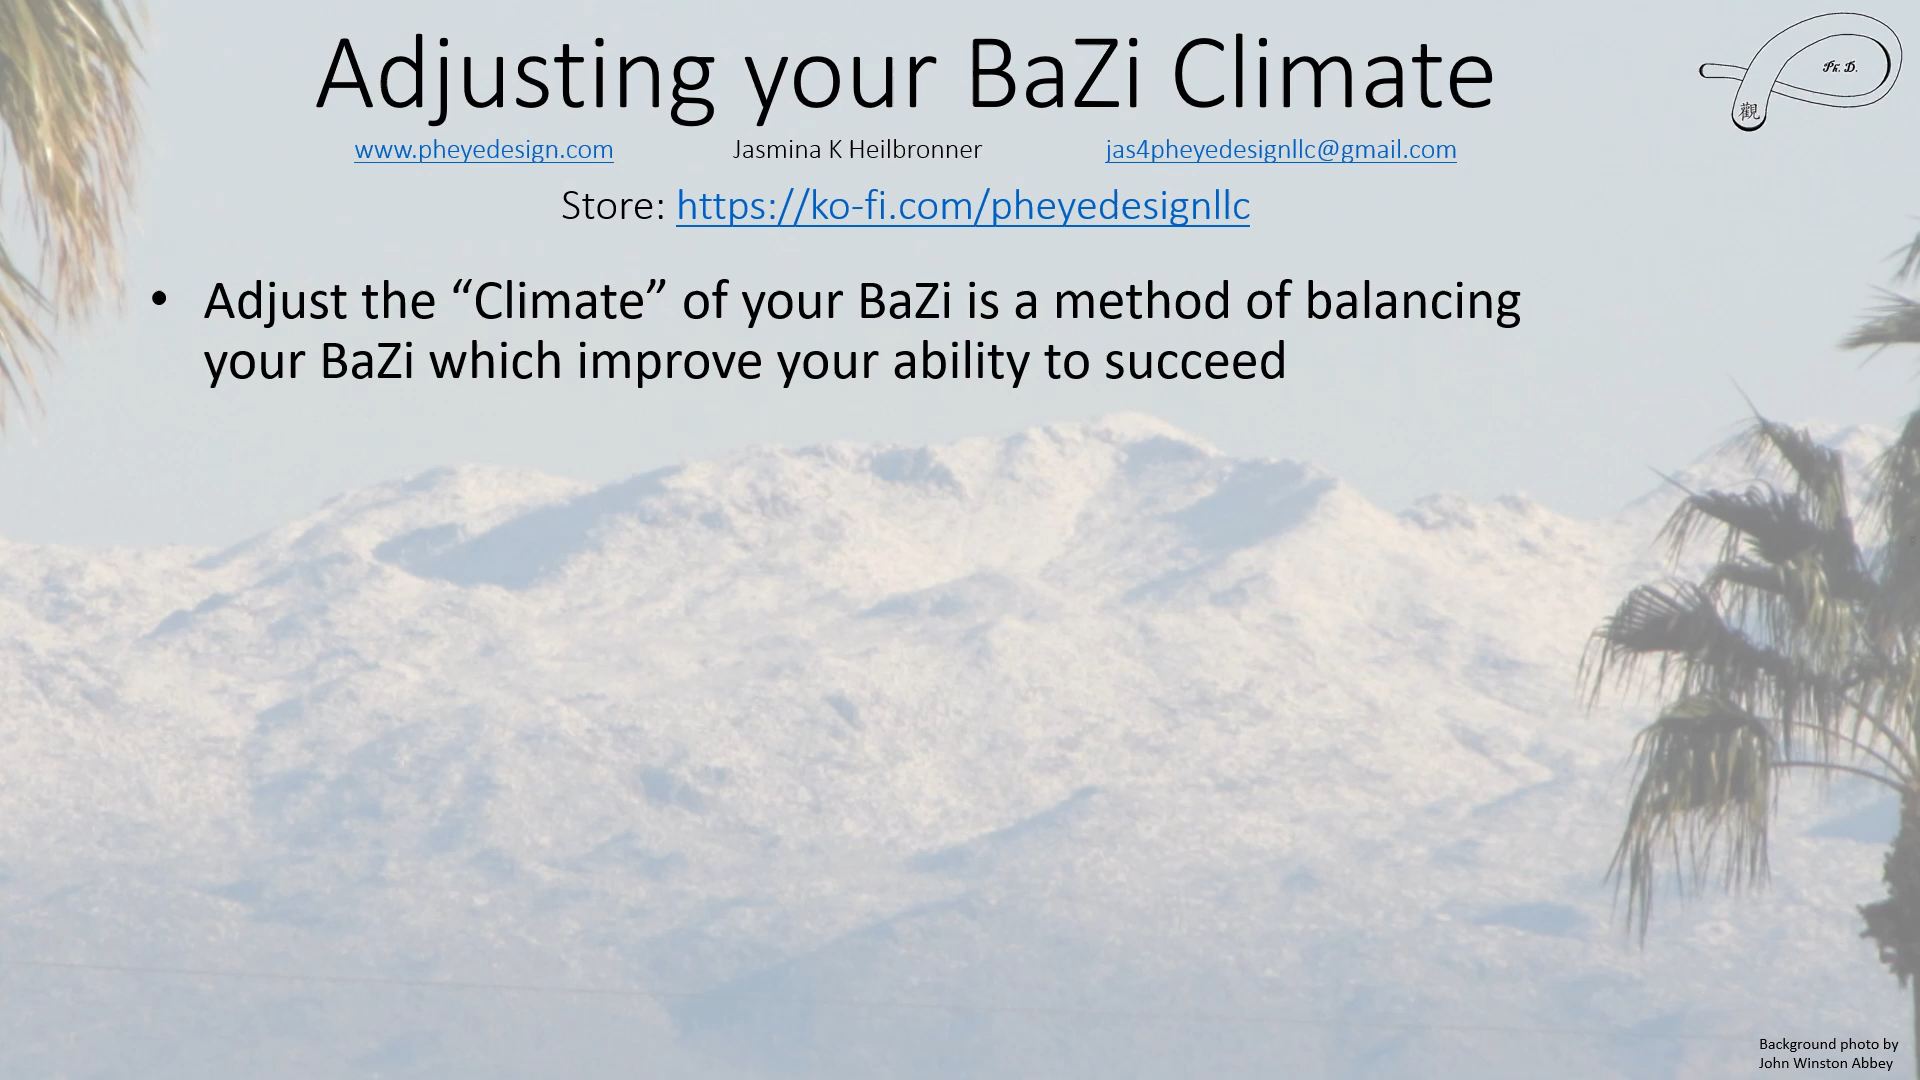 Adjusting your BaZi Climate
Ph. D.
觀
www.pheyedesign.com Jasmina K Heilbronner jas4pheyedesignllc@gmail.com
Store: https://ko-fi.com/pheyedesignllc
• Adjust the “Climate” of your BaZi is a method of balancing
your BaZi which improve your ability to succeed
Background photo by
John Winston Abbey